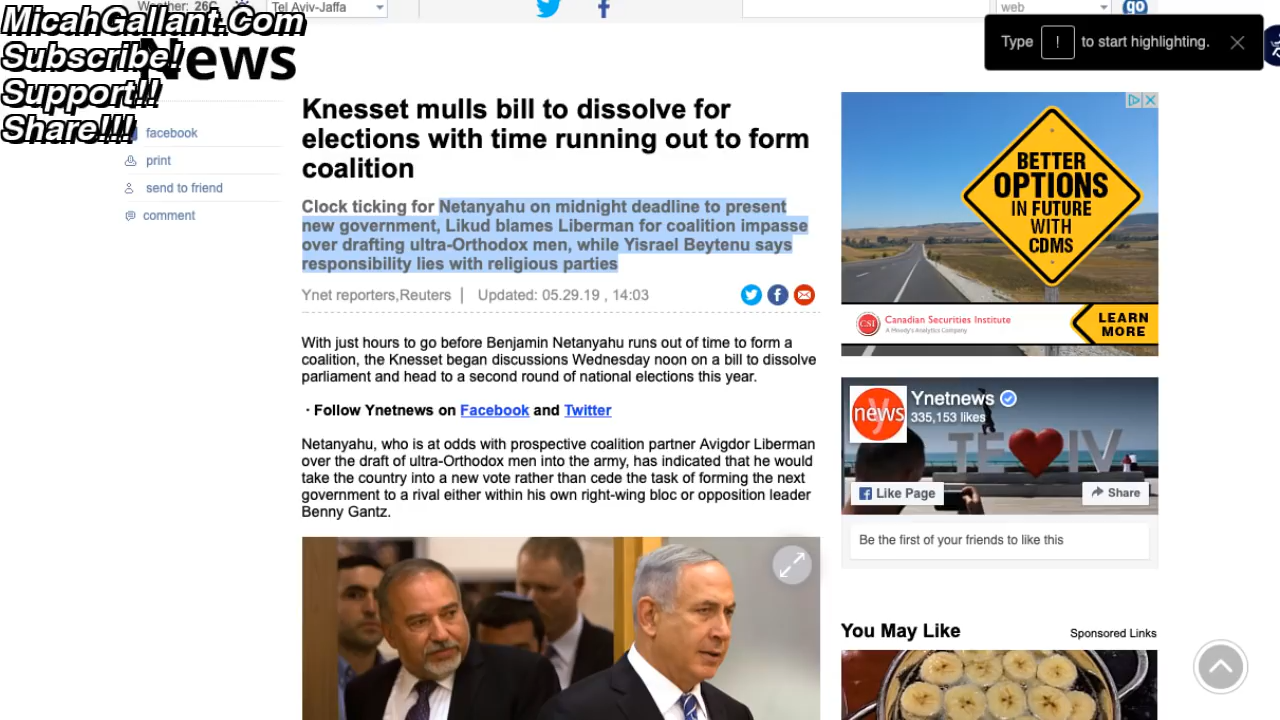 Weather: 26C
Tel Aviv-Jaffa
web
go
MicahGallant.Com
Subscribe!
Support!!
Share!!!
News
Type ! to start highlighting.
facebook
print
send to friend
comment
Knesset mulls bill to dissolve for
elections with time running out to form
coalition
Clock ticking for Netanyahu on midnight deadline to present
new government, Likud blames Liberman for coalition impasse
over drafting ultra-Orthodox men, while Yisrael Beytenu says
responsibility lies with religious parties
Ynet reporters,Reuters | Updated: 05.29.19 , 14:03
With just hours to go before Benjamin Netanyahu runs out of time to form a
coalition, the Knesset began discussions Wednesday noon on a bill to dissolve
parliament and head to a second round of national elections this year.
· Follow Ynetnews on Facebook and Twitter
Netanyahu, who is at odds with prospective coalition partner Avigdor Liberman
over the draft of ultra-Orthodox men into the army, has indicated that he would
take the country into a new vote rather than cede the task of forming the next
government to a rival either within his own right-wing bloc or opposition leader
Benny Gantz.
BETTER
OPTIONS
IN FUTURE
WITH
CDMS
CSI
Canadian Securities Institute
A Moody's Analytics Company
LEARN
MORE
y
news
Ynetnews
335,153 likes
Like Page
Share
Be the first of your friends to like this
You May Like
Sponsored Links